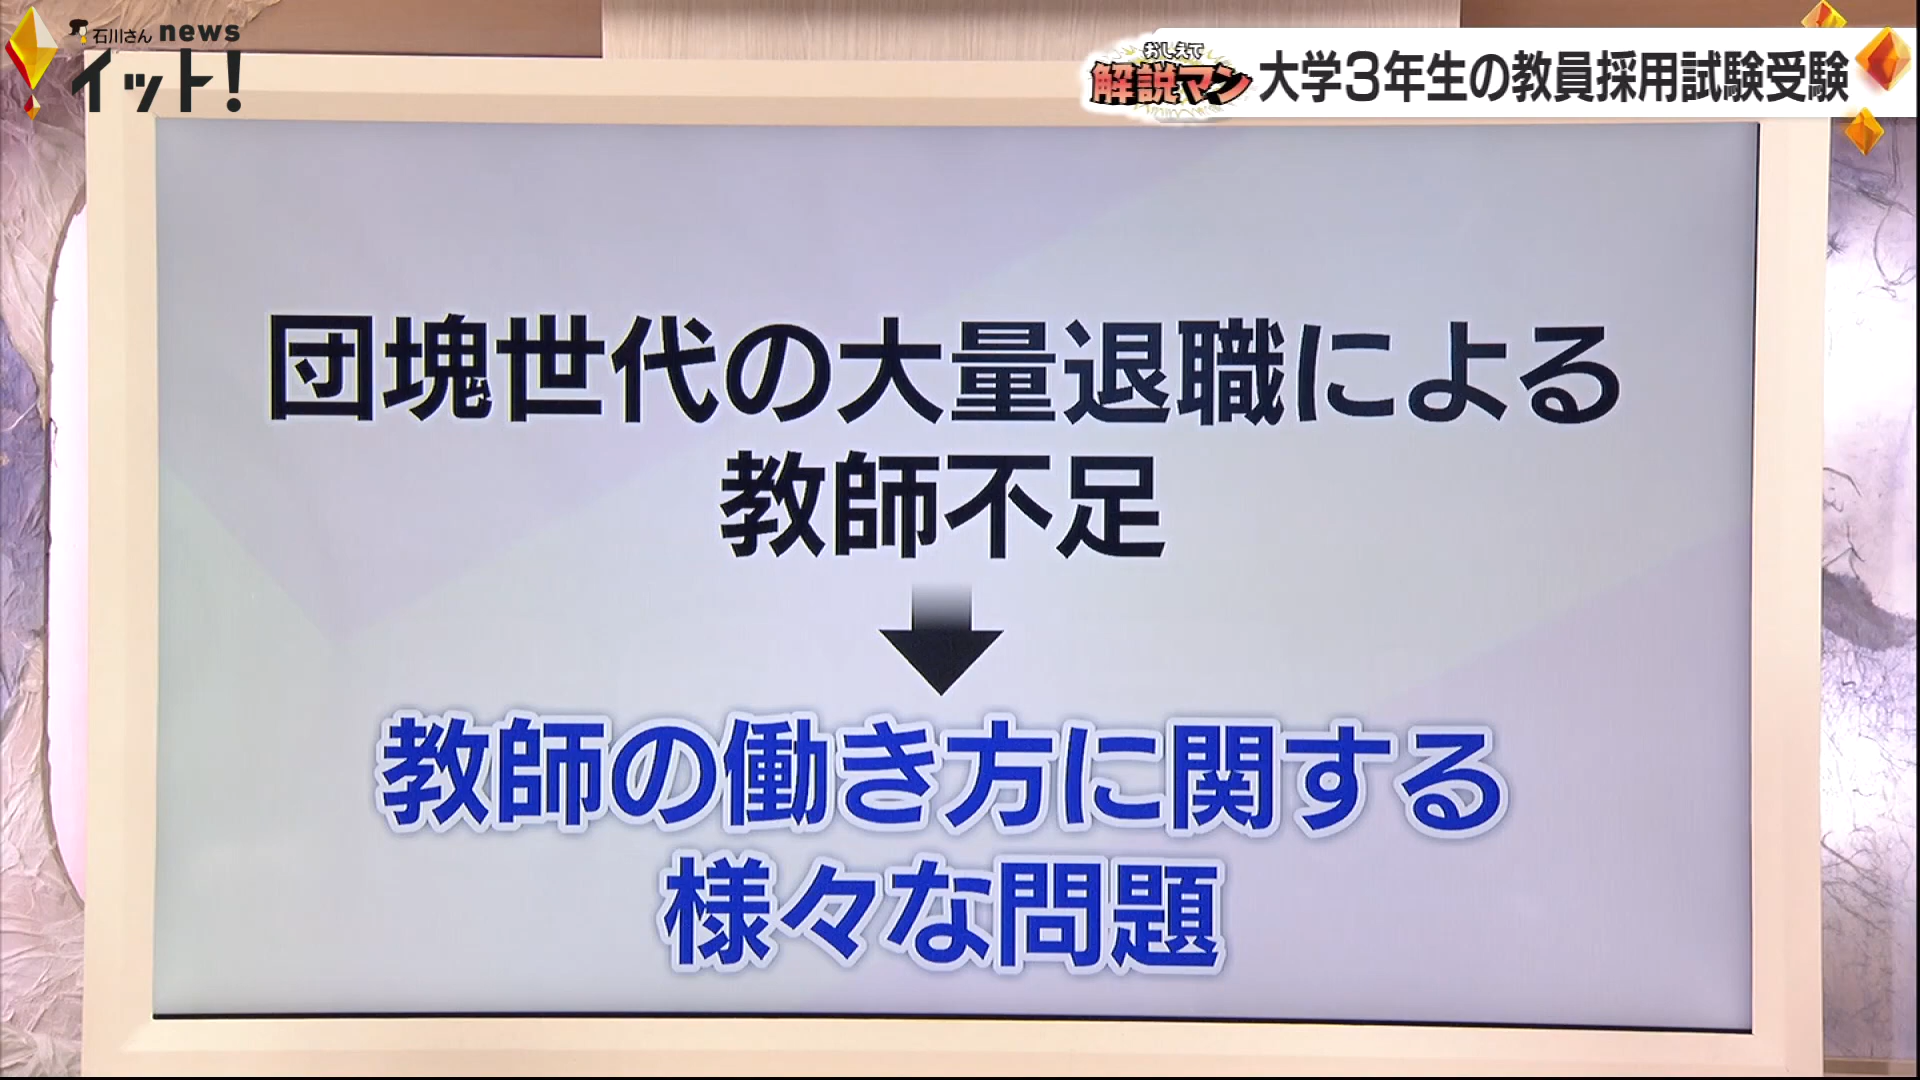 石川さん news
イット!
おしえて
解説マン 大学3年生の教員採用試験受験
団塊世代の大量退職による
教師不足
教師の働き方に関する
様々な問題